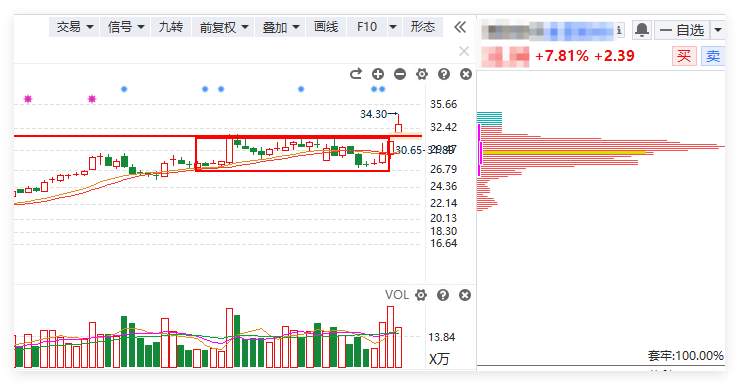 交易 信号 九转 前复权 叠加 画线 F10 形态
自选
+7.81% +2.39 买 卖
34.30
35.66
32.42
30.65-
26.79
24.36
22.14
20.13
18.30
16.64
VOL
13.84
X万
套牢:100.00%